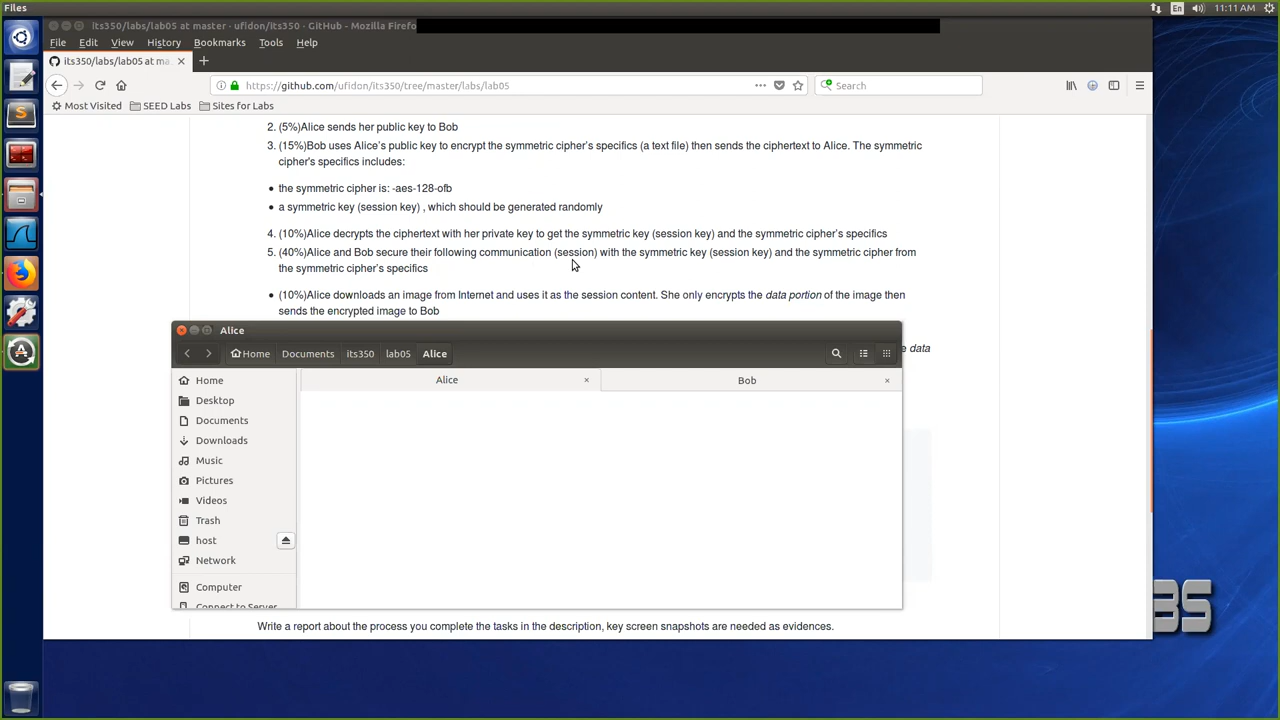 Files
En
11:11 AM
its350/labs/lab05 at master · ufidon/its350 · GitHub - Mozilla Firefo
File Edit View History Bookmarks Tools Help
its350/labs/lab05 at ma
https://github.com/ufidon/its350/tree/master/labs/lab05
Search
Most Visited SEED Labs Sites for Labs
2. (5%)Alice sends her public key to Bob
3. (15%)Bob uses Alice's public key to encrypt the symmetric cipher's specifics (a text file) then sends the ciphertext to Alice. The symmetric
cipher's specifics includes:
• the symmetric cipher is: -aes-128-ofb
• a symmetric key (session key) , which should be generated randomly
4. (10%)Alice decrypts the ciphertext with her private key to get the symmetric key (session key) and the symmetric cipher's specifics
5. (40%)Alice and Bob secure their following communication (session) with the symmetric key (session key) and the symmetric cipher from
the symmetric cipher's specifics
• (10%)Alice downloads an image from Internet and uses it as the session content. She only encrypts the data portion of the image then
sends the encrypted image to Bob
e data
Alice
Home Documents its350 lab05 Alice
Alice
Bob
Home
Desktop
Documents
Downloads
Music
Pictures
Videos
Trash
host
Network
Computer
Connect to Server
Write a report about the process you complete the tasks in the description, key screen snapshots are needed as evidences.